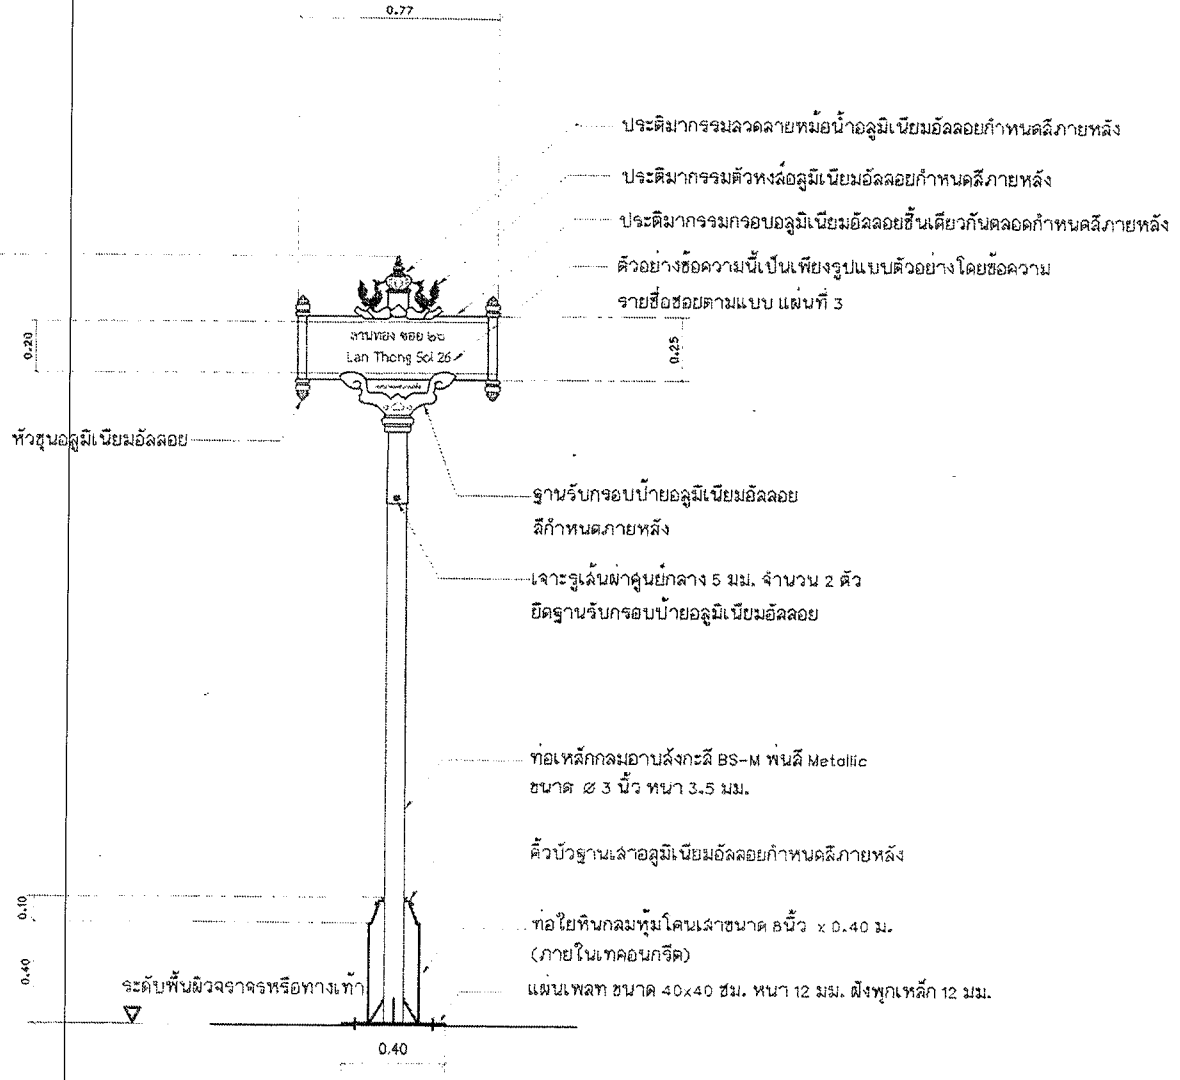 0.77
ประติมากรรมลวดลายหม้อน้ำอลูมิเนียมอัลลอยกำหนดสีภายหลัง
ประติมากรรมตัวหงส์อลูมิเนียมอัลลอยกำหนดสีภายหลัง
ประติมากรรมกรอบอลูมิเนียมอัลลอยชิ้นเดียวกันตลอดกำหนดสีภายหลัง
ตัวอย่างข้อความนี้เป็นเพียงรูปแบบตัวอย่างโดยข้อความ
รายชื่อซอยตามแบบ แผ่นที่ 3
0.20
ลานทอง ซอย ๒๖
Lan Thong Soi 26
0.25
หัวขุนอลูมิเนียมอัลลอย
ฐานรับกรอบป้ายอลูมิเนียมอัลลอย
สีกำหนดภายหลัง
เจาะรูเส้นผ่าศูนย์กลาง 5 มม. จำนวน 2 ตัว
ยึดฐานรับกรอบป้ายอลูมิเนียมอัลลอย
ท่อเหล็กกลมอาบสังกะสี BS-M พ่นสี Metallic
ขนาด Ø 3 นิ้ว หนา 3.5 มม.
คิ้วบัวฐานเสาอลูมิเนียมอัลลอยกำหนดสีภายหลัง
0.10
ท่อใยหินกลมหุ้มโคนเสาขนาด 8นิ้ว x 0.40 ม.
(ภายในเทคอนกรีต)
0.40
ระดับพื้นผิวจราจรหรือทางเท้า
แผ่นเพลท ขนาด 40x40 ซม. หนา 12 มม. ฝังพุกเหล็ก 12 มม.
0.40